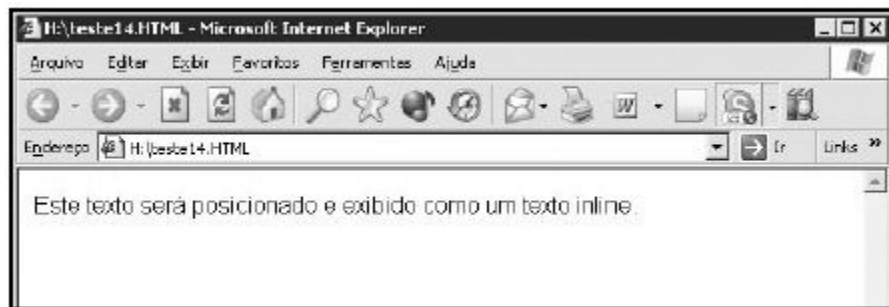 H:\teste14.HTML - Microsoft Internet Explorer
Arquivo Editar Exibir Favoritos Ferramentas Ajuda
Endereço H:\teste14.HTML Ir Links »
Este texto será posicionado e exibido como um texto inline.